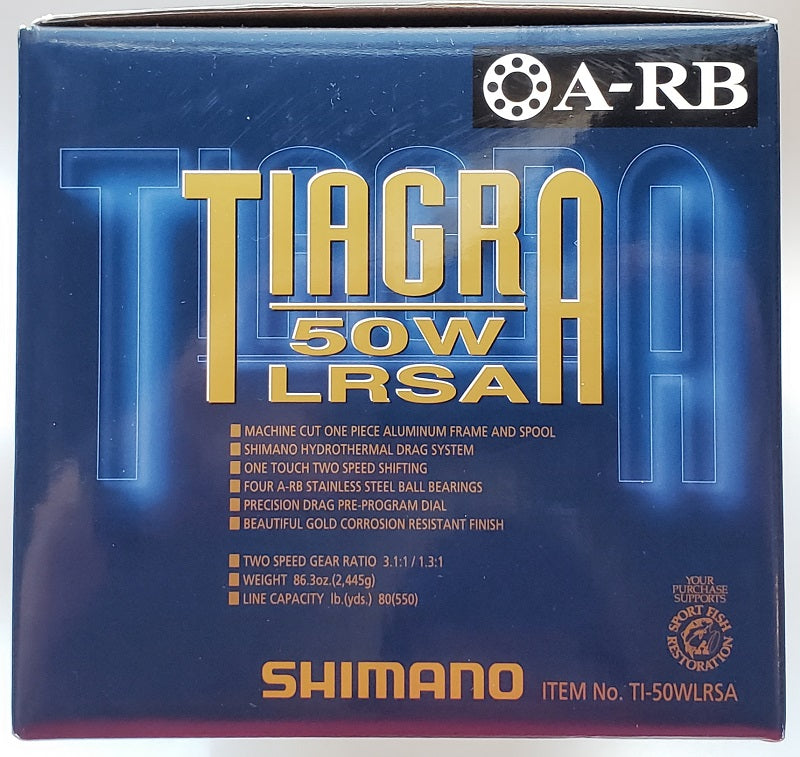 A-RB
TIAGRA
50W
LRSA
MACHINE CUT ONE PIECE ALUMINUM FRAME AND SPOOL
SHIMANO HYDROTHERMAL DRAG SYSTEM
ONE TOUCH TWO SPEED SHIFTING
FOUR A-RB STAINLESS STEEL BALL BEARINGS
PRECISION DRAG PRE-PROGRAM DIAL
BEAUTIFUL GOLD CORROSION RESISTANT FINISH
TWO SPEED GEAR RATIO 3.1:1 / 1.3:1
WEIGHT 86.3oz.(2,445g)
LINE CAPACITY lb.(yds.) 80(550)
YOUR
PURCHASE
SUPPORTS
SPORT FISH
RESTORATION
SHIMANO
ITEM No. TI-50WLRSA